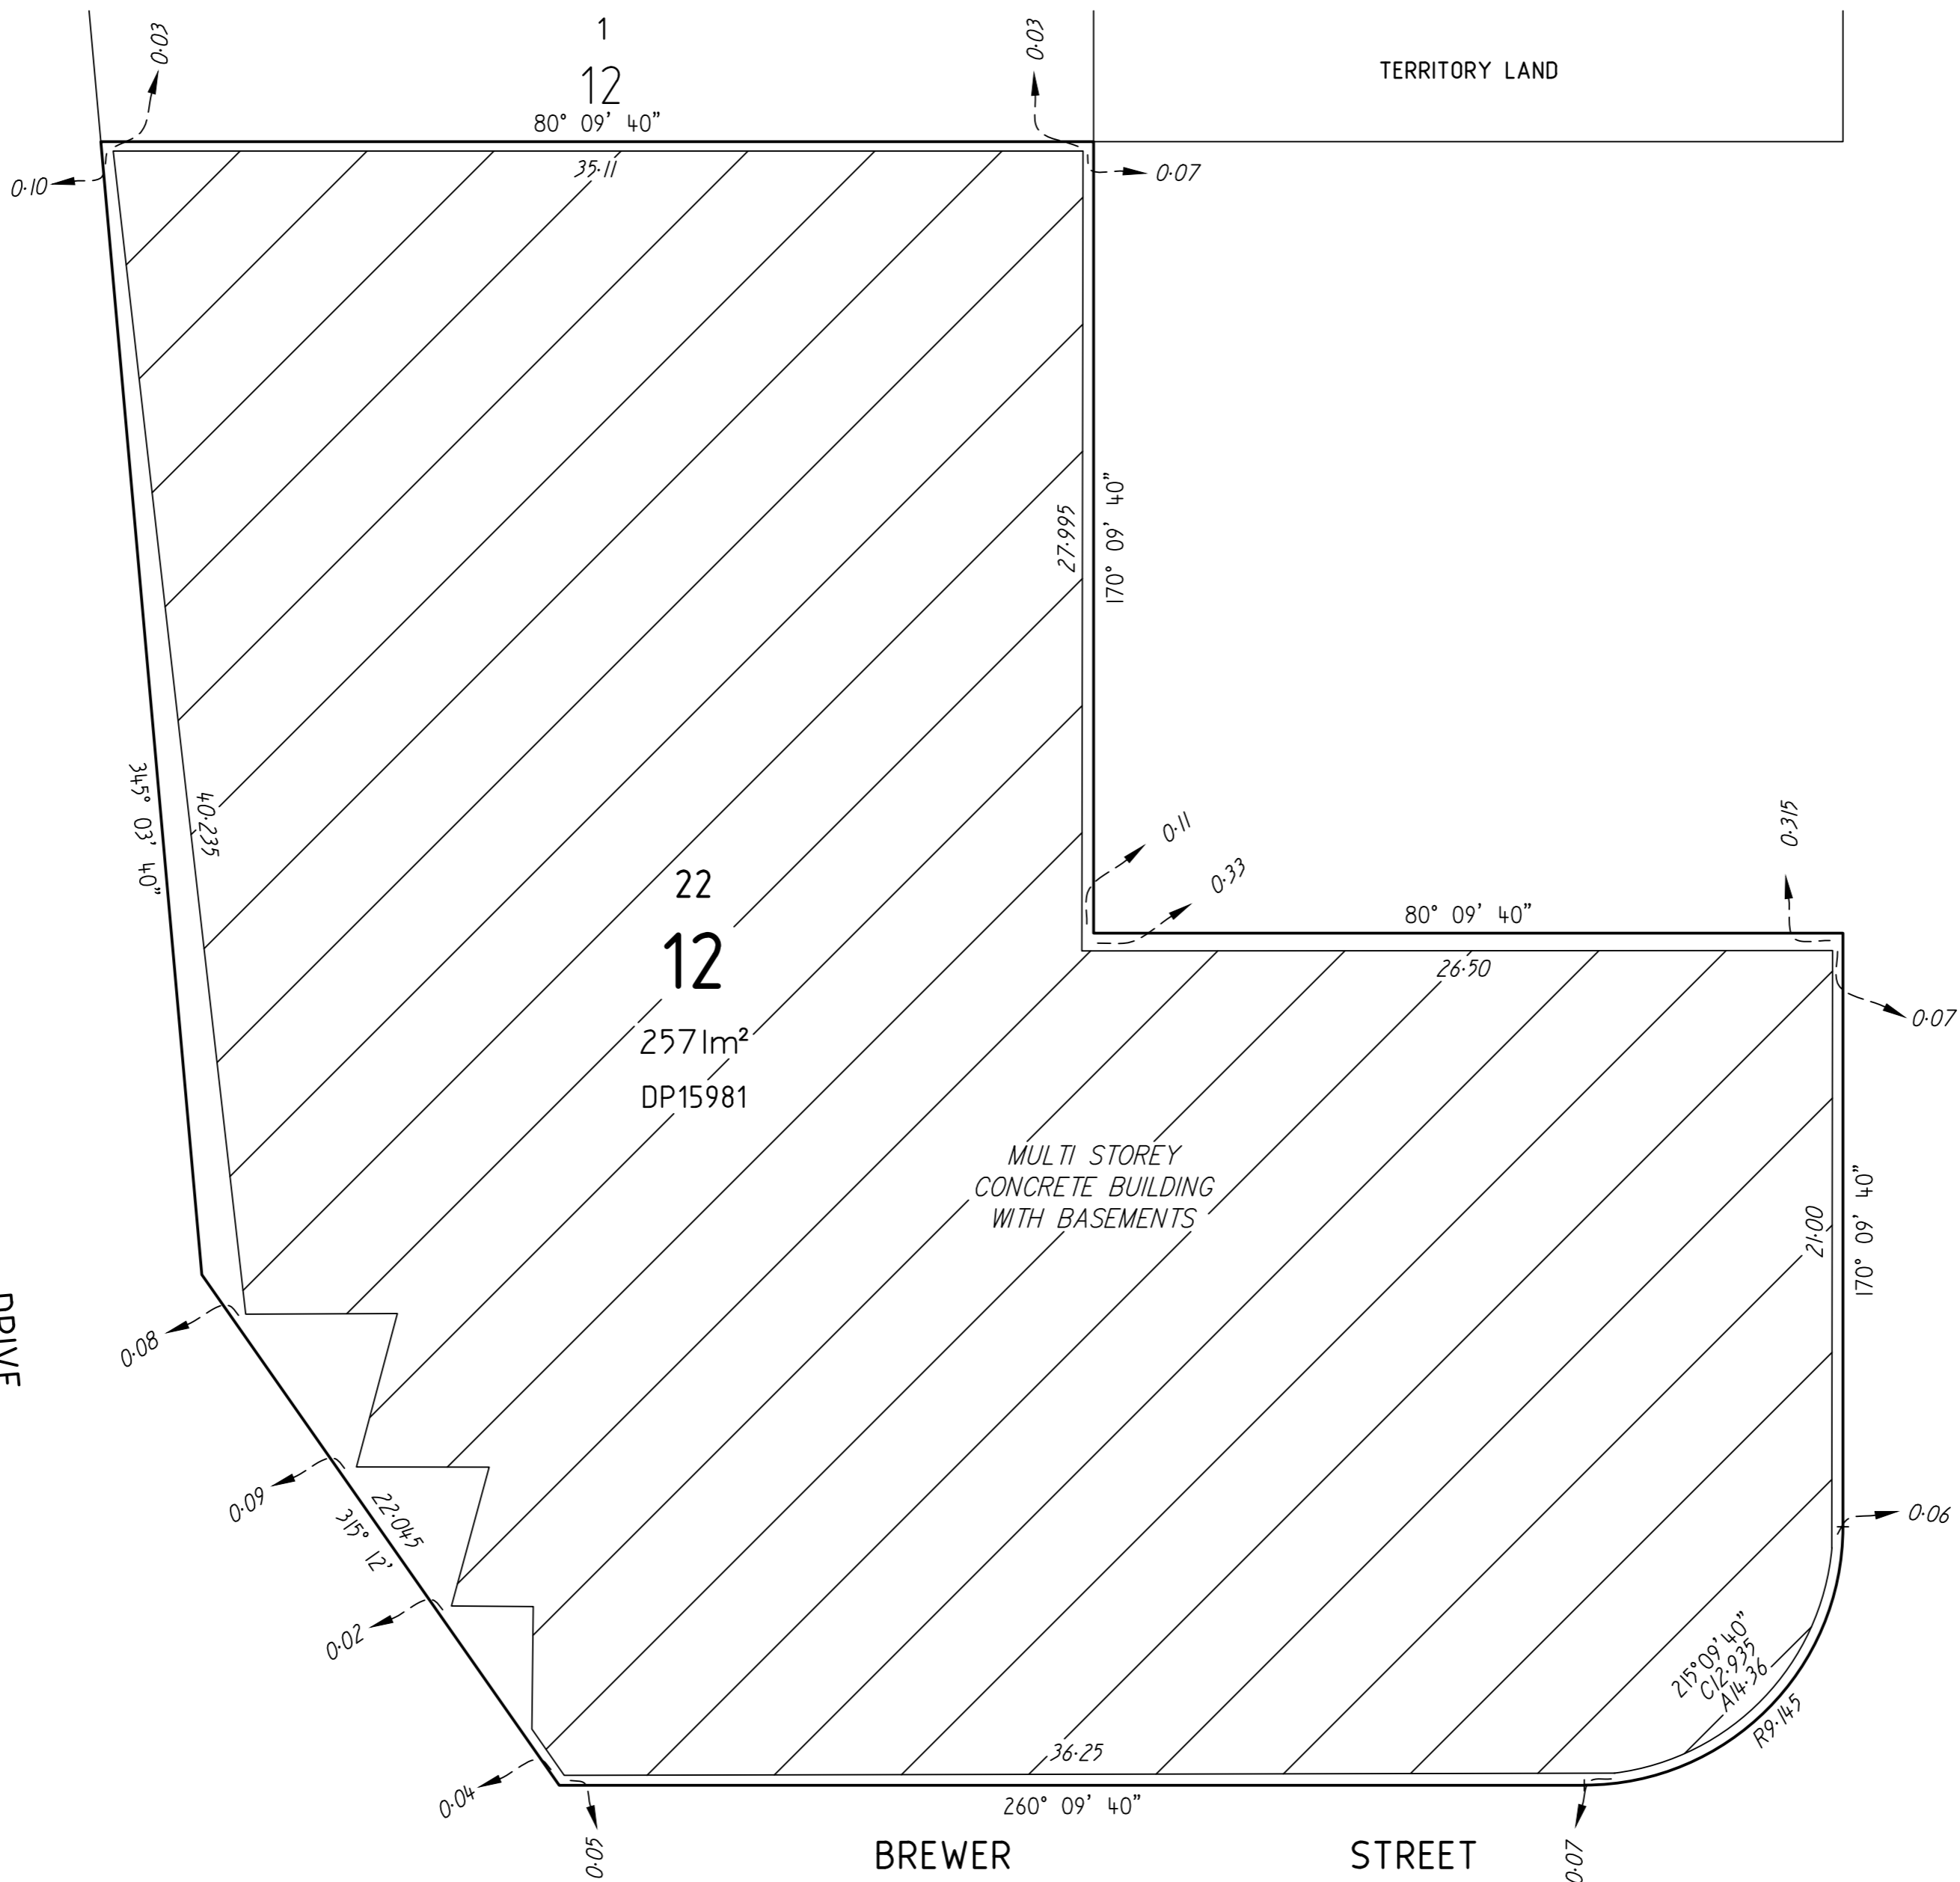 1
12
TERRITORY LAND
0·03
0·03
80° 09' 40"
35·11
0·10
0·07
27·995
170° 09' 40"
345° 03' 40"
40·235
0·11
0·33
0·315
80° 09' 40"
26·50
0·07
22
12
2571m²
DP15981
MULTI STOREY
CONCRETE BUILDING
WITH BASEMENTS
21·00
170° 09' 40"
DRIVE
0·08
0·09
22·045
315° 12'
0·02
0·06
215°09'40"
C12·935
A14·36
R9·145
36·25
0·04
0·05
260° 09' 40"
0·07
BREWER STREET